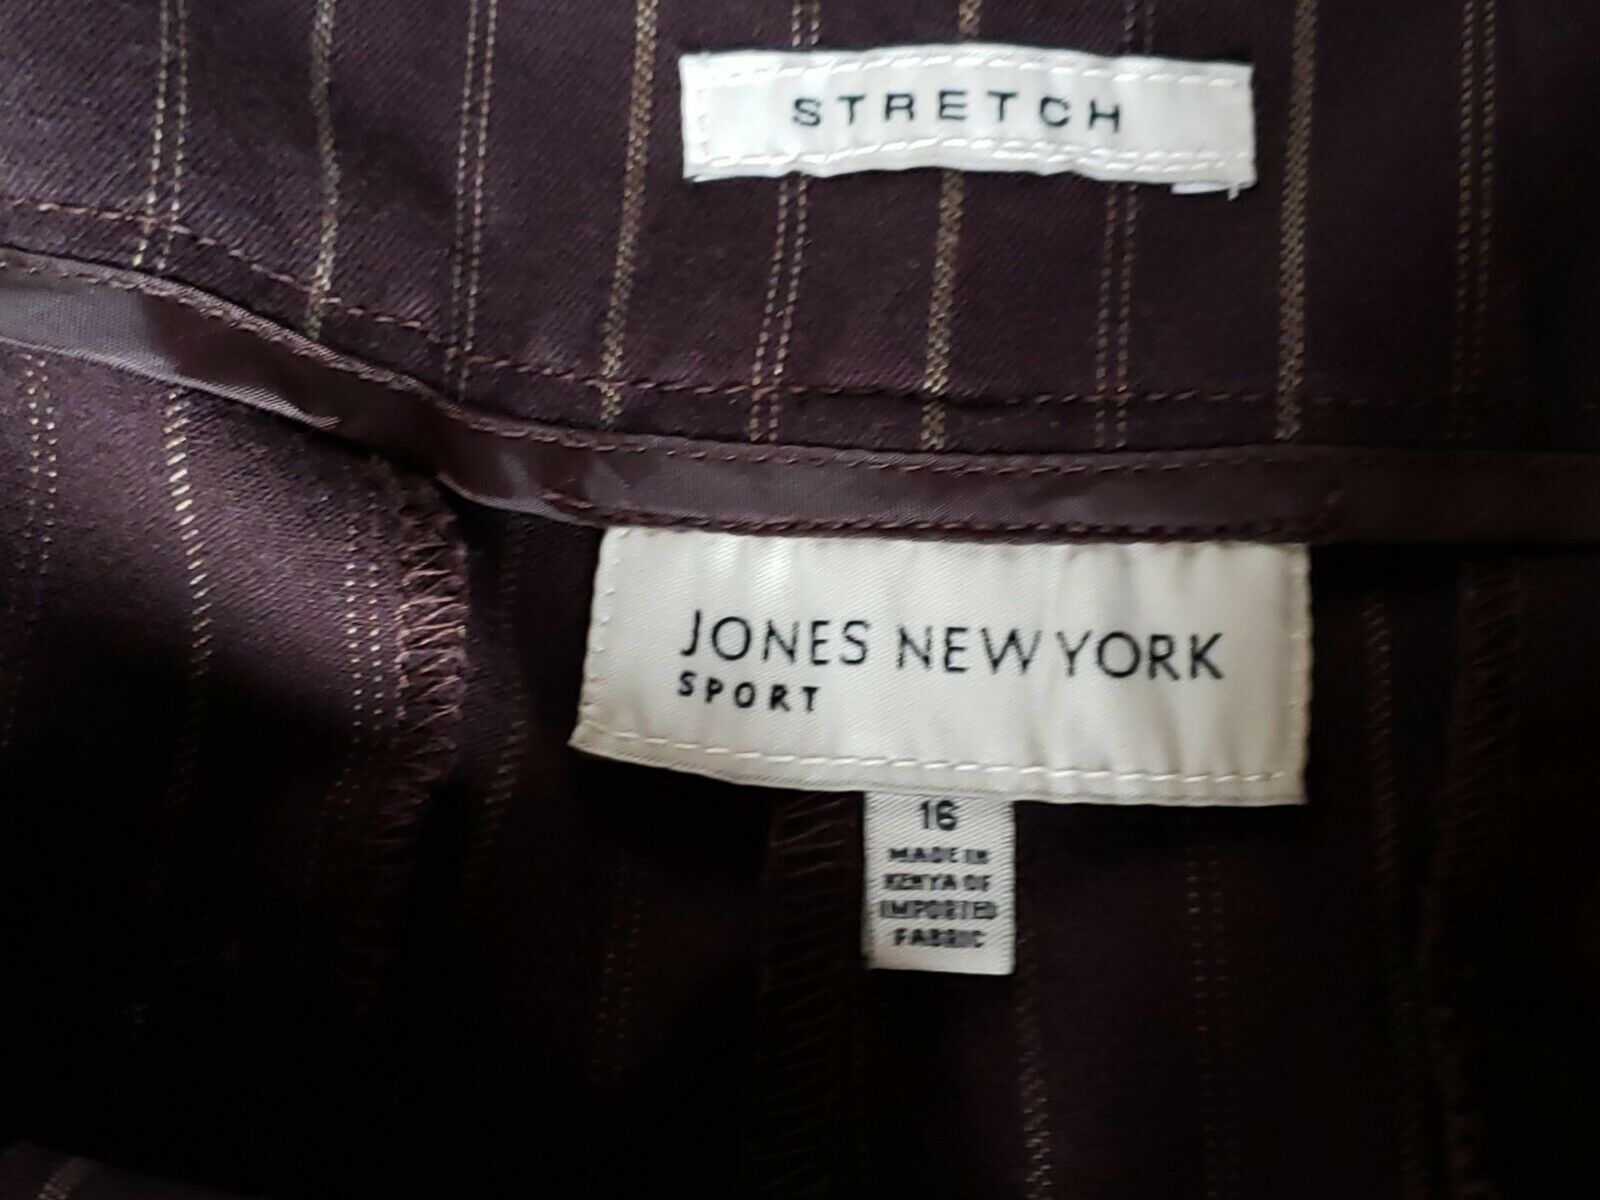 STRETCH
JONES NEW YORK
SPORT
16
MADE IN
KENYA OF
IMPORTED
FABRIC